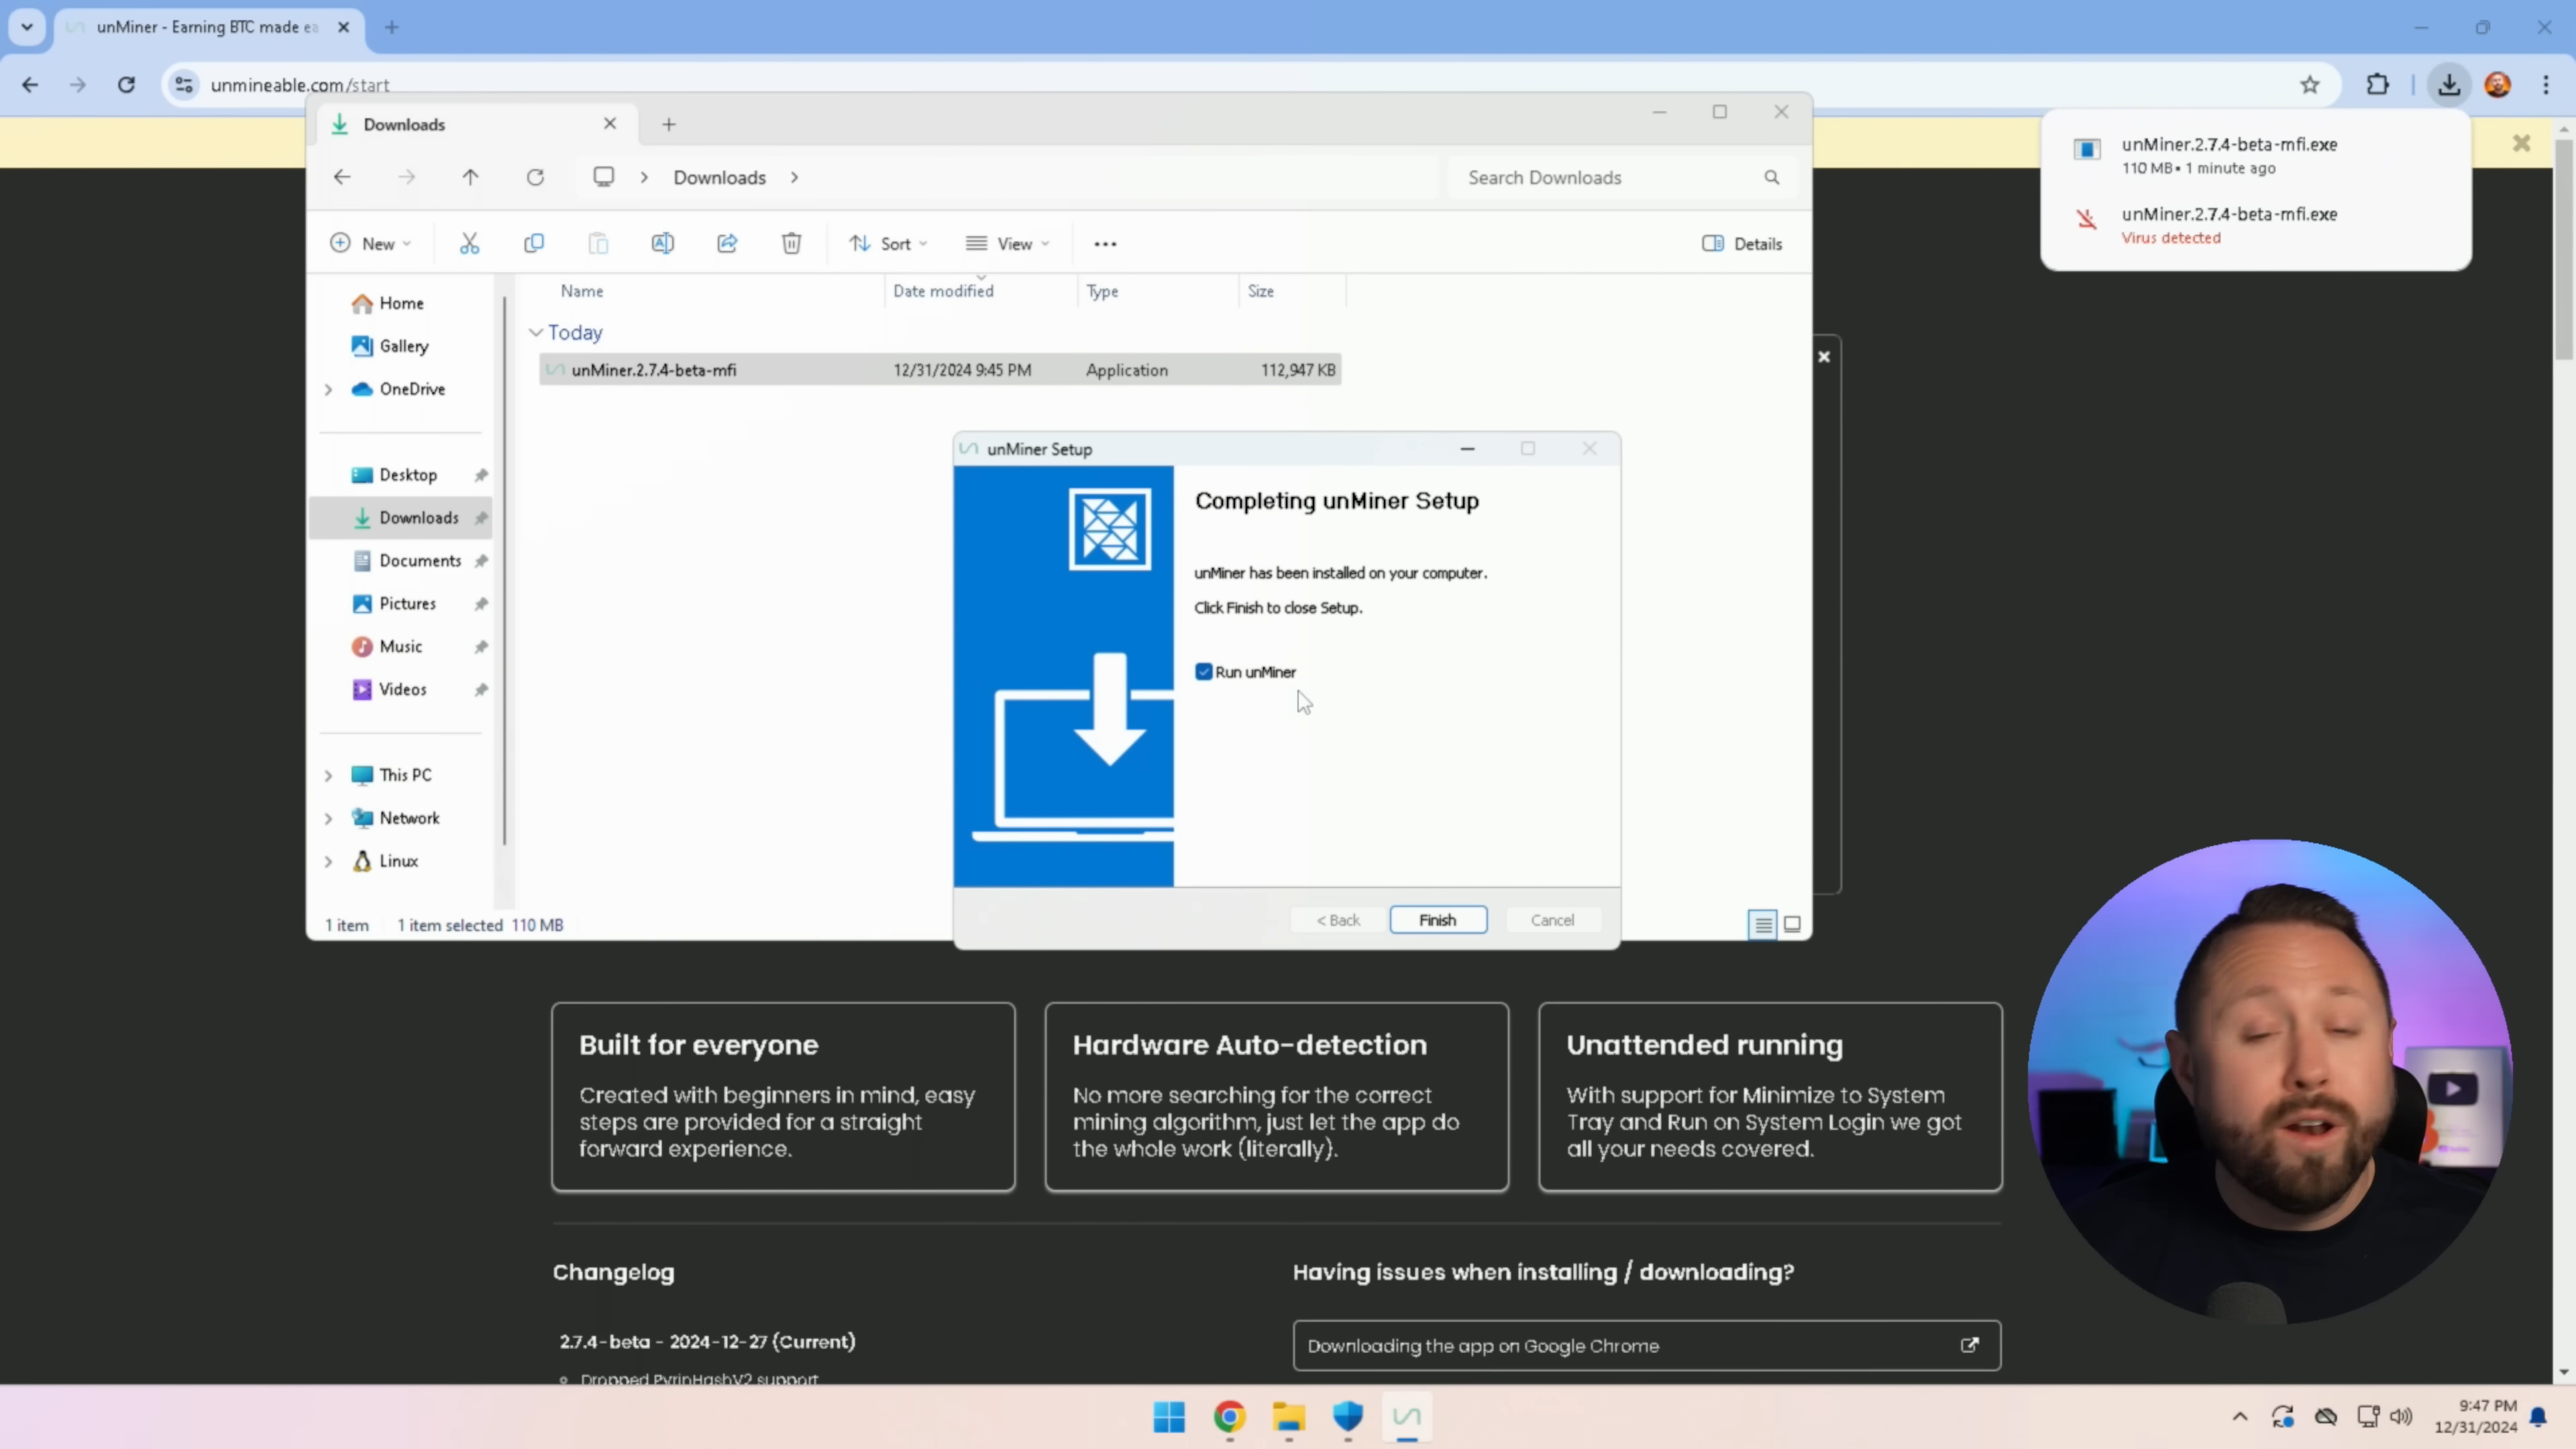 unMiner - Earning BTC made ea
unmineable.com/start
unMiner.2.7.4-beta-mfi.exe
110 MB • 1 minute ago
unMiner.2.7.4-beta-mfi.exe
Virus detected
Downloads
Downloads
Search Downloads
New
Sort
View
Details
Home
Gallery
OneDrive
Desktop
Downloads
Documents
Pictures
Music
Videos
This PC
Network
Linux
Name Date modified Type Size
Today
unMiner.2.7.4-beta-mfi 12/31/2024 9:45 PM Application 112,947 KB
1 item 1 item selected 110 MB
unMiner Setup
Completing unMiner Setup
unMiner has been installed on your computer.
Click Finish to close Setup.
Run unMiner
< Back Finish Cancel
Built for everyone
Created with beginners in mind, easy
steps are provided for a straight
forward experience.
Hardware Auto-detection
No more searching for the correct
mining algorithm, just let the app do
the whole work (literally).
Unattended running
With support for Minimize to System
Tray and Run on System Login we got
all your needs covered.
Changelog
2.7.4-beta - 2024-12-27 (Current)
Dropped PyrinHashV2 support
Having issues when installing / downloading?
Downloading the app on Google Chrome
9:47 PM
12/31/2024